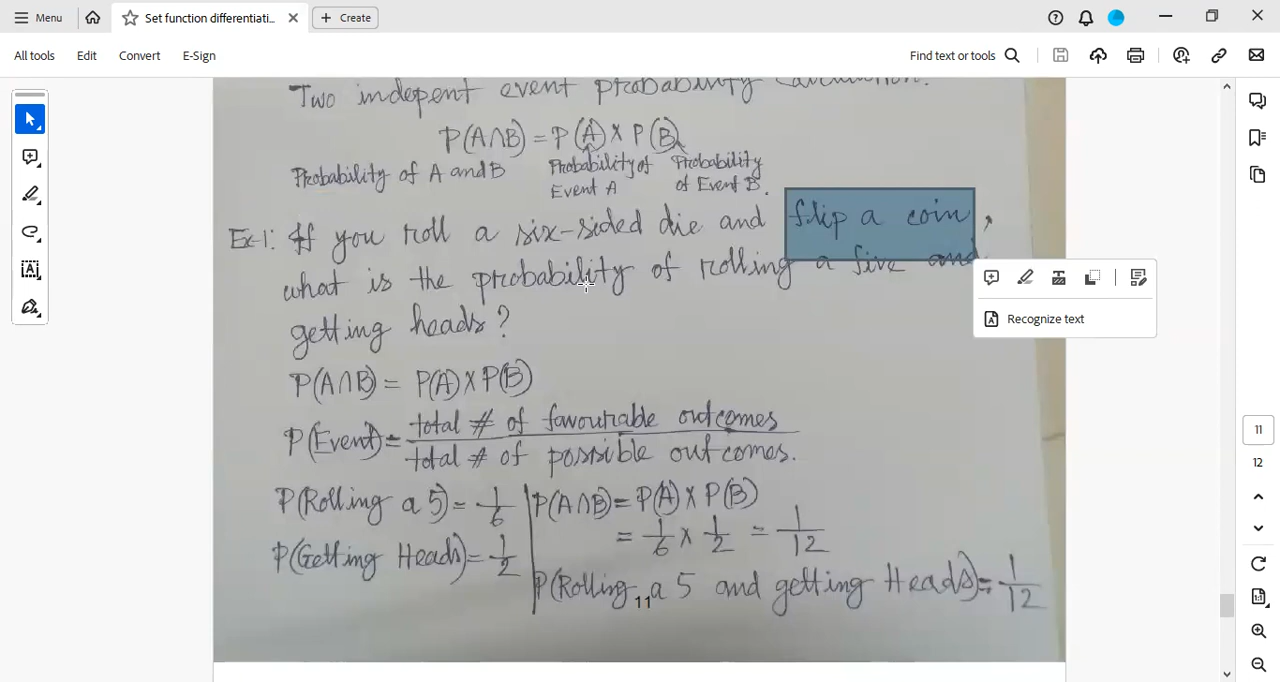 Menu
Set function differentiati...
Create
All tools
Edit
Convert
E-Sign
Find text or tools
Two indepent event probability calculation.
P(A∩B) = P(A) X P(B)
Probability of A and B Probability of Event A Probability of Event B.
Ex-1: If you roll a six-sided die and flip a coin,
what is the probability of rolling a five and
getting heads?
P(A∩B) = P(A) X P(B)
P(Event) = total # of favourable outcomes / total # of possible outcomes.
P(Rolling a 5) = 1/6
P(Getting Heads) = 1/2
P(A∩B) = P(A) X P(B)
= 1/6 x 1/2 = 1/12
P(Rolling a 5 and getting Heads) = 1/12
11
Recognize text
11
12